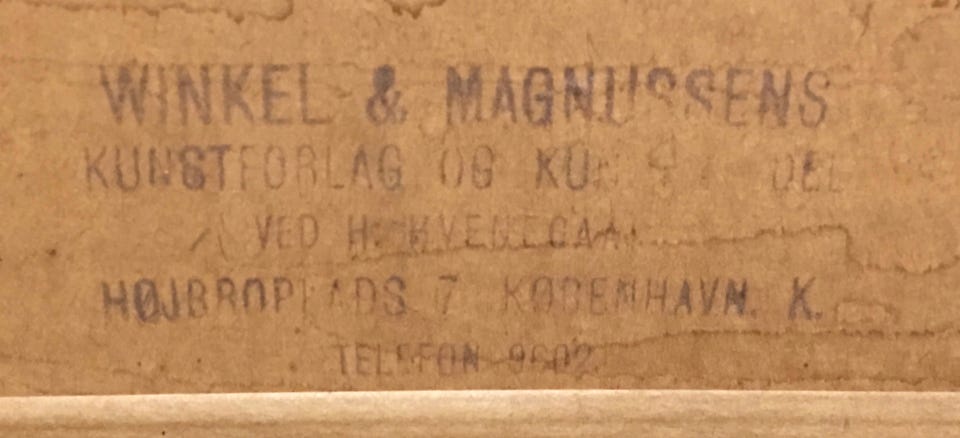 WINKEL & MAGNUSSENS
KUNSTFORLAG OG
VED H.
HØJBROPLADS 7 KØBENHAVN. K.
TELEFON 9602